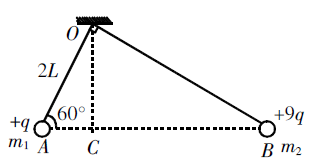 O
2L
+q 60° +9q
m₁ A C B m₂